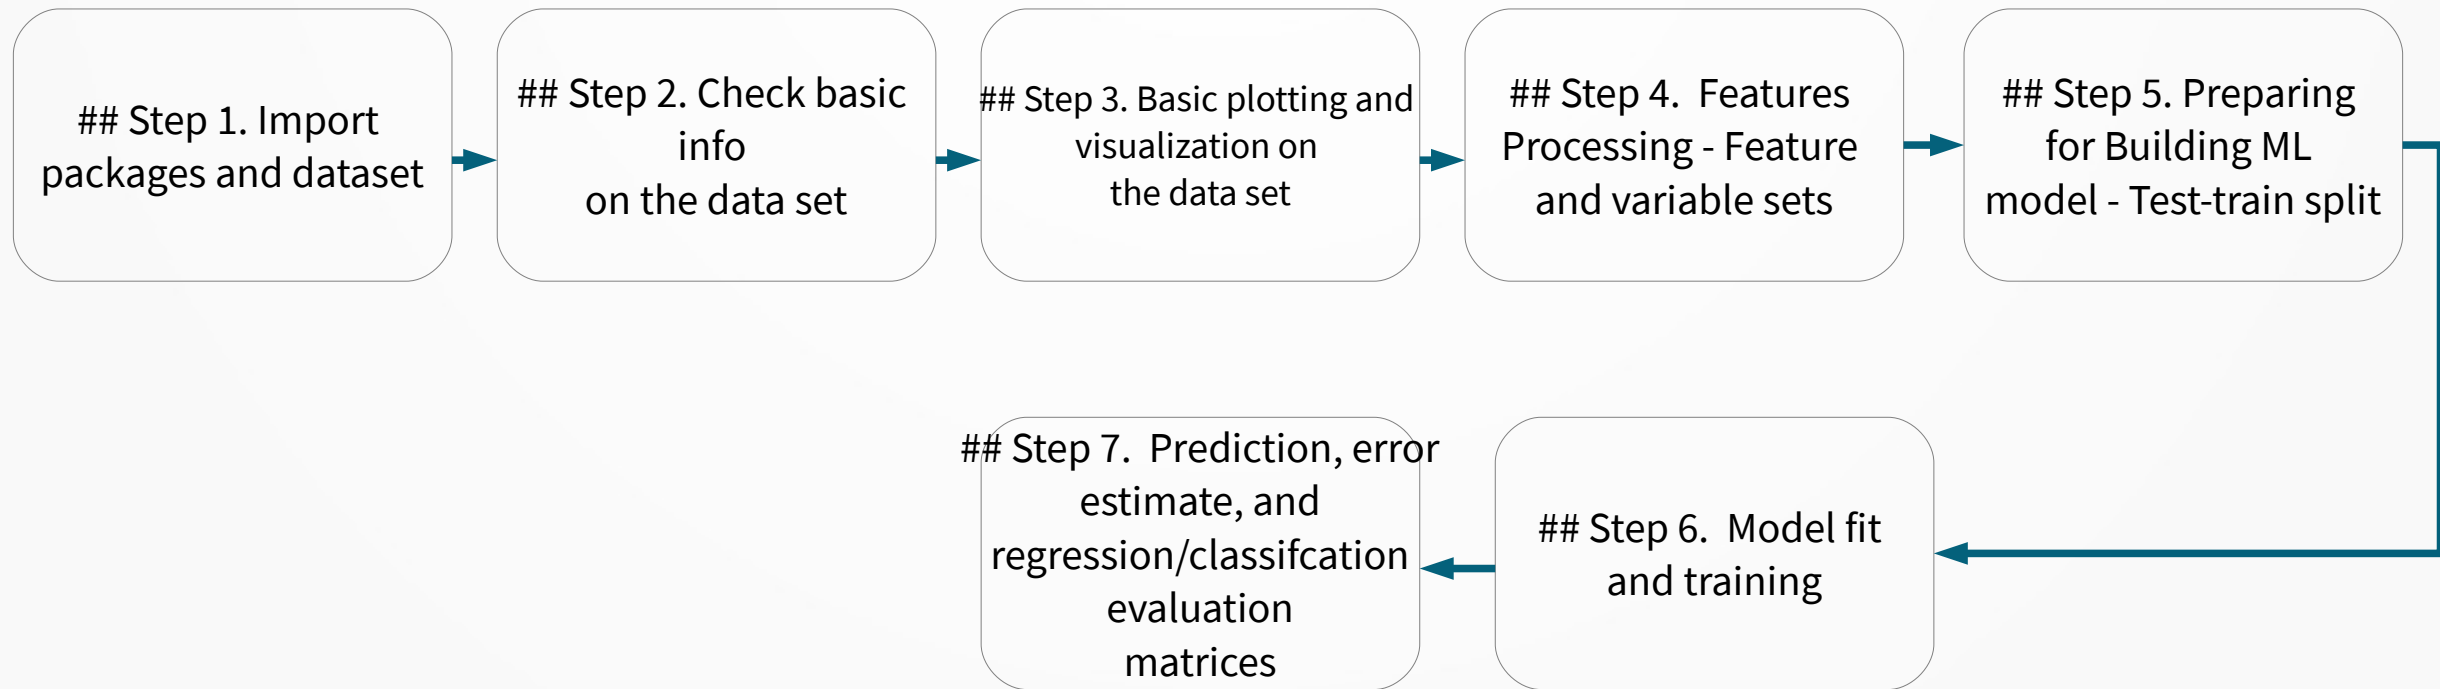 ## Step 1. Import
packages and dataset
## Step 2. Check basic
info
on the data set
## Step 3. Basic plotting and
visualization on
the data set
## Step 4.  Features
Processing - Feature
and variable sets
## Step 5. Preparing
for Building ML
model - Test-train split
## Step 6.  Model fit
and training
## Step 7.  Prediction, error
estimate, and
regression/classifcation
evaluation
matrices